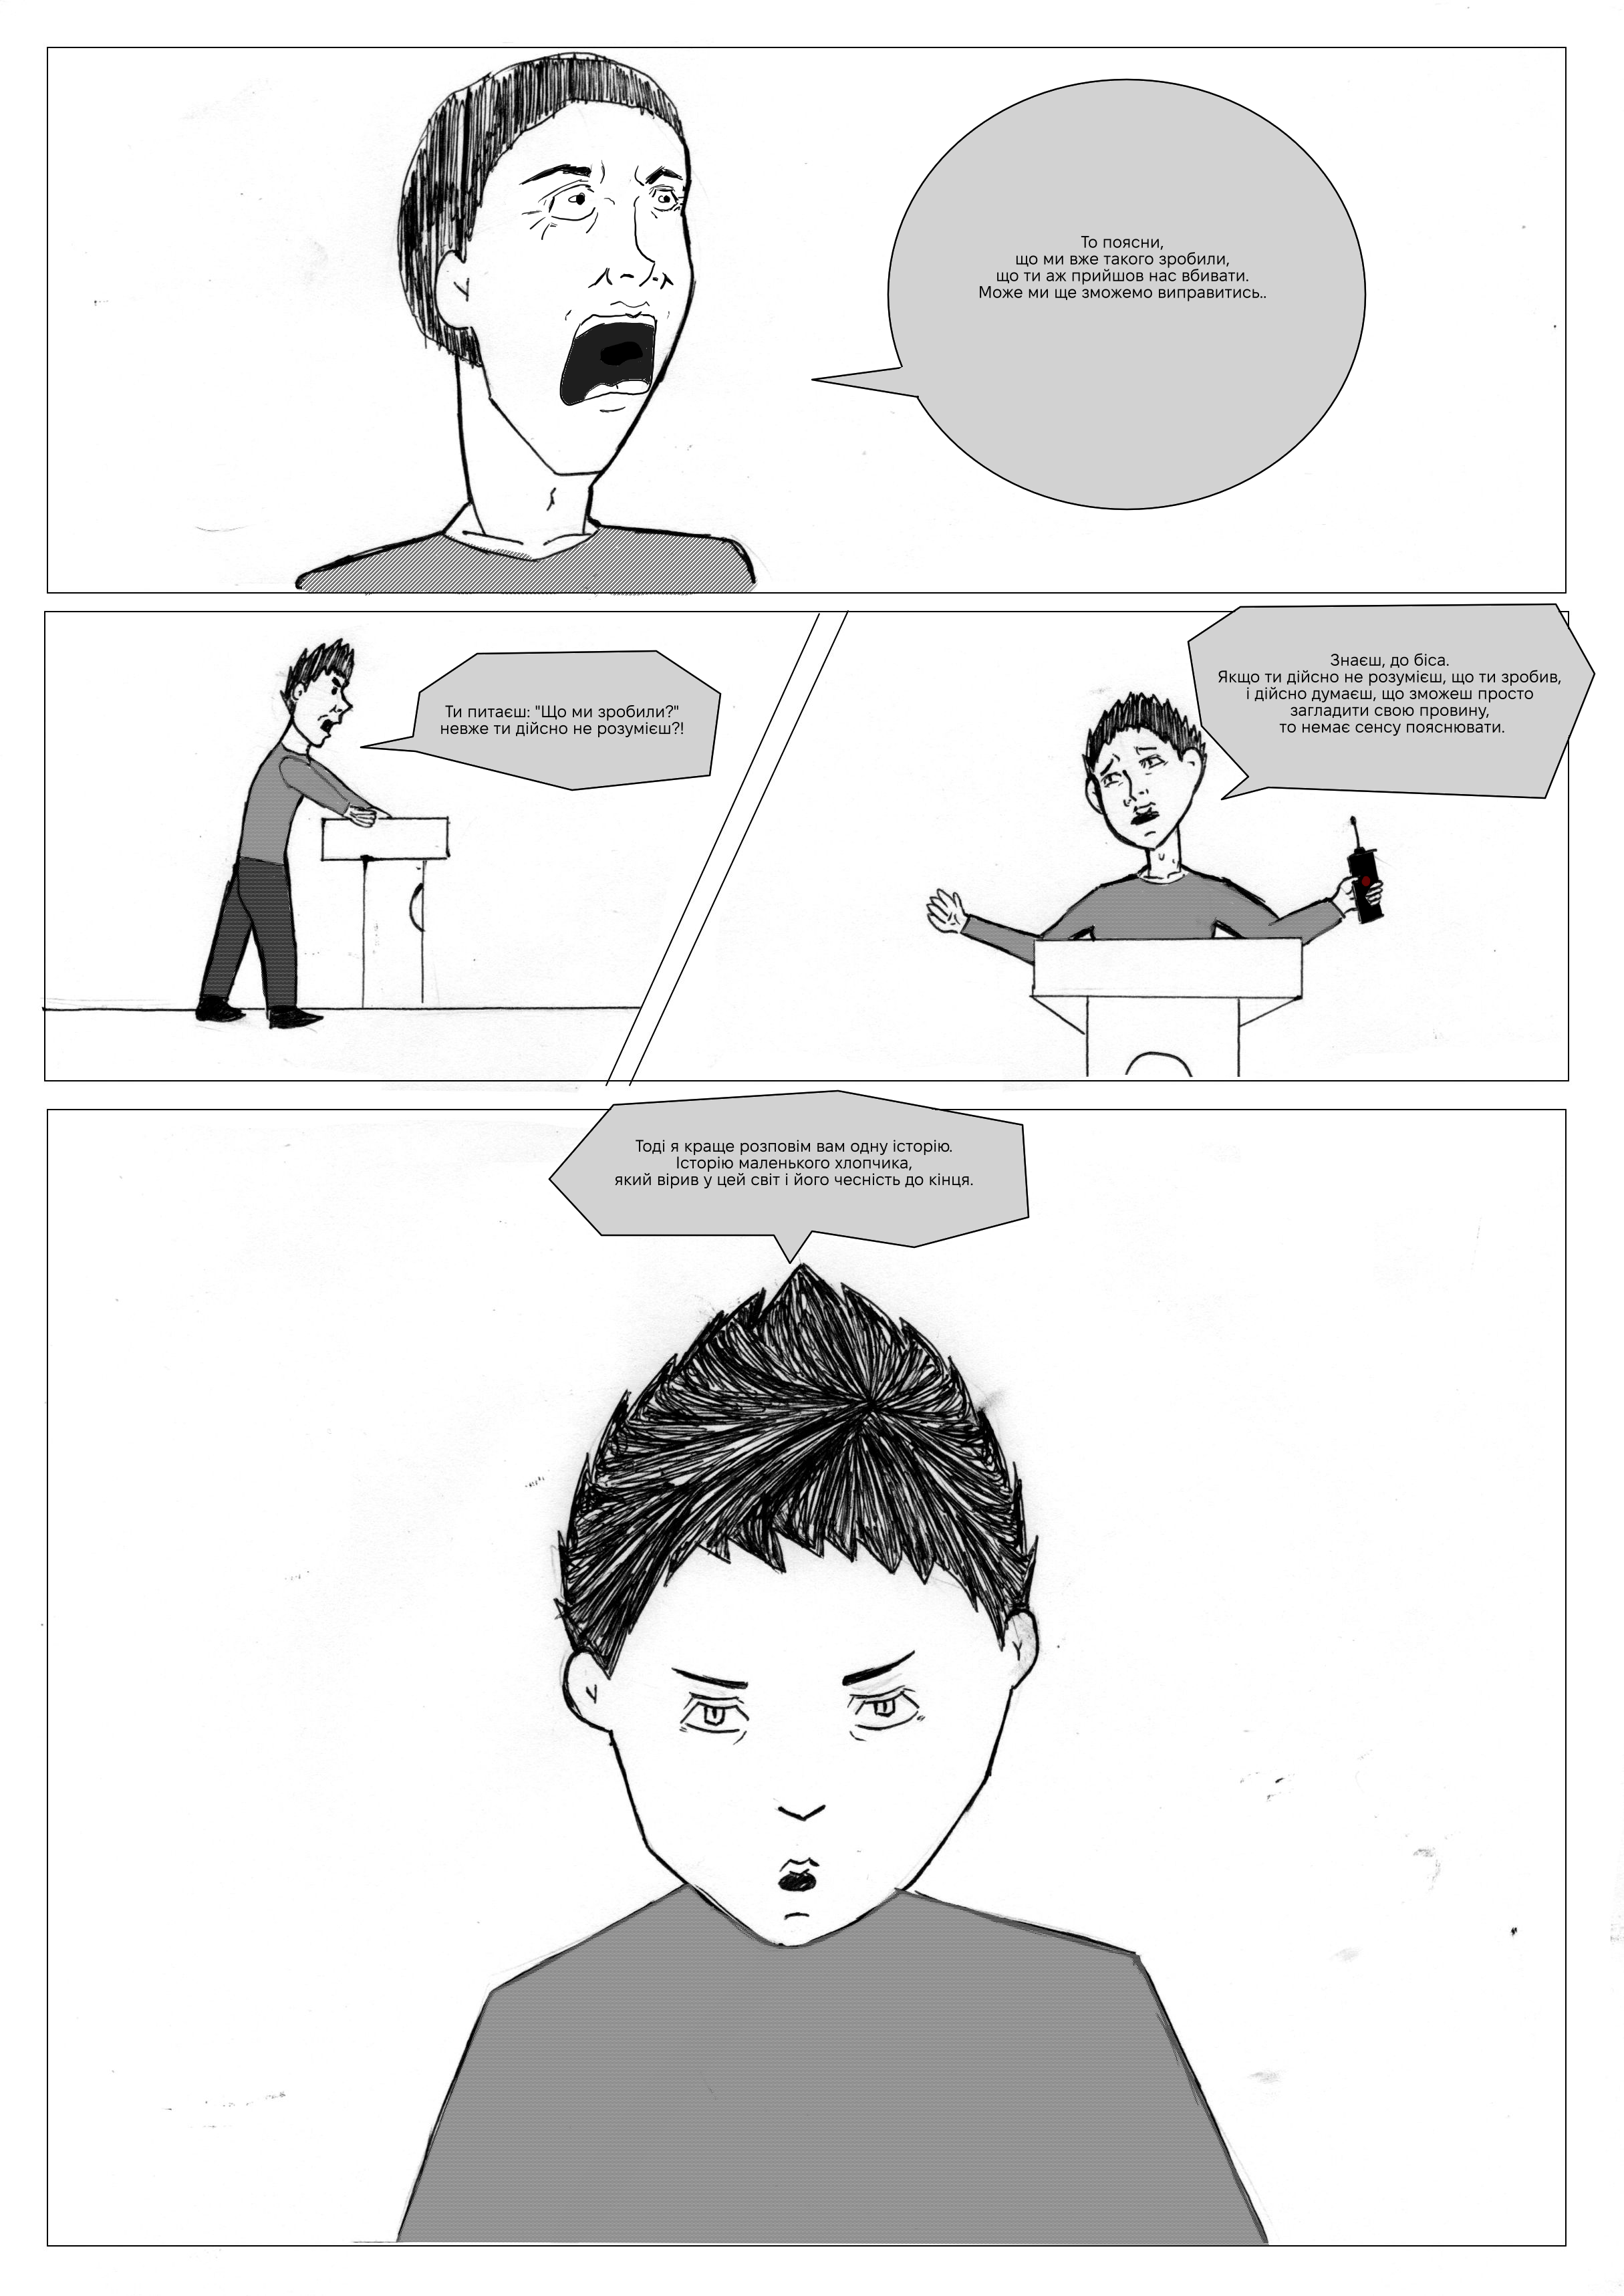 То поясни,
що ми вже такого зробили,
що ти аж прийшов нас вбивати.
Може ми ще зможемо виправитись..
Ти питаєш: "Що ми зробили?"
невже ти дійсно не розумієш?!
Знаєш, до біса.
Якщо ти дійсно не розумієш, що ти зробив,
і дійсно думаєш, що зможеш просто
загладити свою провину,
то немає сенсу пояснювати.
Тоді я краще розповім вам одну історію.
Історію маленького хлопчика,
який вірив у цей світ і його чесність до кінця.